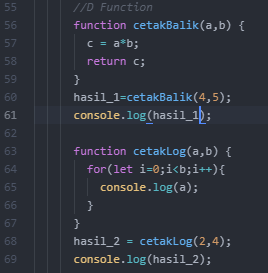 55 //D Function
56 function cetakBalik(a,b) {
57 c = a*b;
58 return c;
59 }
60 hasil_1=cetakBalik(4,5);
61 console.log(hasil_1);
62
63 function cetakLog(a,b) {
64 for(let i=0;i<b;i++){
65 console.log(a);
66 }
67 }
68 hasil_2 = cetakLog(2,4);
69 console.log(hasil_2);